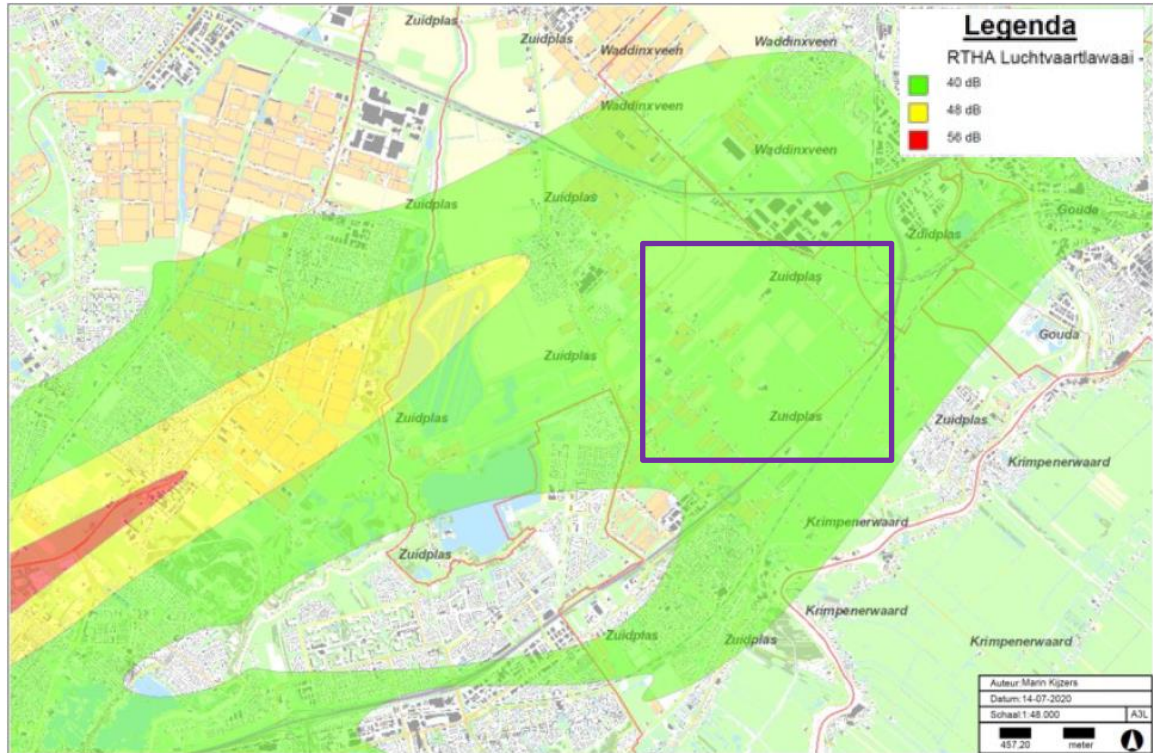 Zuidplas
Zuidplas
Waddinxveen
Waddinxveen
Legenda
RTHA Luchtvaartlawaai -
40 dB
48 dB
56 dB
Waddinxveen
Waddinxveen
Zuidplas
Zuidplas
Gouda
Zuidplas
Zuidplas
Gouda
Zuidplas
Zuidplas
Zuidplas
Zuidplas
Krimpenerwaard
Krimpenerwaard
Zuidplas
Krimpenerwaard
Zuidplas
Zuidplas
Krimpenerwaard
Auteur:Marin Kijzers
Datum:14-07-2020
Schaal:1:48.000
A3L
457,20 meter